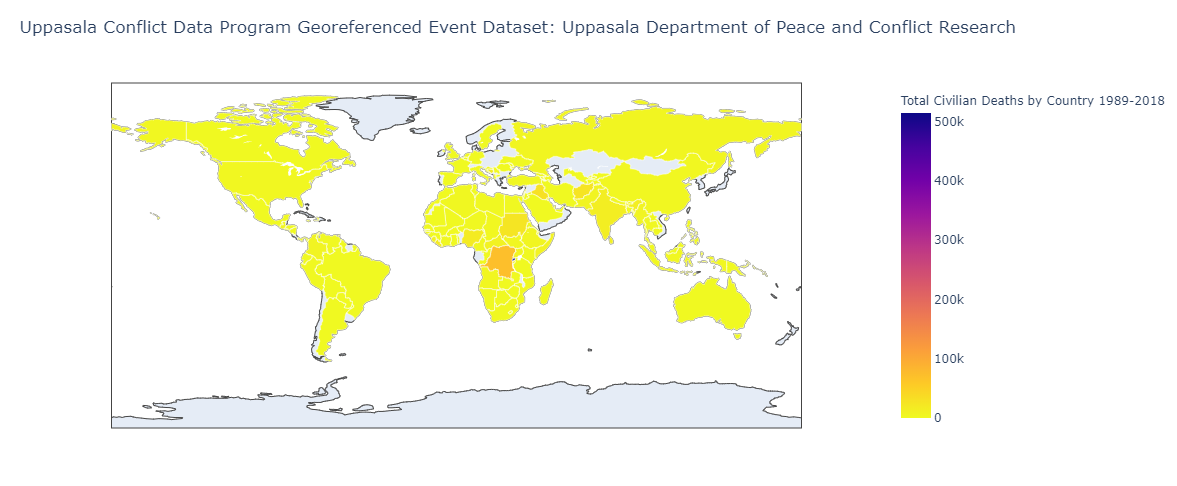 Uppasala Conflict Data Program Georeferenced Event Dataset: Uppasala Department of Peace and Conflict Research
Total Civilian Deaths by Country 1989-2018
500k
400k
300k
200k
100k
0